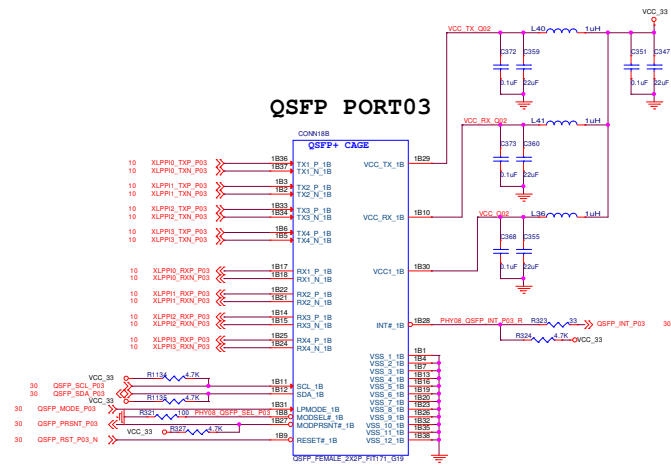 VCC_33
VCC_TX_Q02 L40 1uH
C372 C359 C351 C347
0.1uF 22uF 0.1uF 22uF
QSFP PORT03
VCC_RX_Q02 L41 1uH
CONN18B
QSFP+ CAGE
C373 C360
0.1uF 22uF
10 XLPPI0_TXP_P03 1B36 TX1_P_1B VCC_TX_1B 1B29
10 XLPPI0_TXN_P03 1B37 TX1_N_1B
10 XLPPI1_TXP_P03 1B3 TX2_P_1B
10 XLPPI1_TXN_P03 1B2 TX2_N_1B
10 XLPPI2_TXP_P03 1B33 TX3_P_1B VCC_RX_1B 1B10 VCC_Q02 L36 1uH
10 XLPPI2_TXN_P03 1B34 TX3_N_1B
10 XLPPI3_TXP_P03 1B6 TX4_P_1B C368 C355
10 XLPPI3_TXN_P03 1B5 TX4_N_1B
0.1uF 22uF
10 XLPPI0_RXP_P03 1B17 RX1_P_1B VCC1_1B 1B30
10 XLPPI0_RXN_P03 1B18 RX1_N_1B
10 XLPPI1_RXP_P03 1B22 RX2_P_1B
10 XLPPI1_RXN_P03 1B21 RX2_N_1B
10 XLPPI2_RXP_P03 1B14 RX3_P_1B
10 XLPPI2_RXN_P03 1B15 RX3_N_1B INT#_1B 1B28 PHY08_QSFP_INT_P03_R R323 33 QSFP_INT_P03 30
10 XLPPI3_RXP_P03 1B25 RX4_P_1B R324 4.7K VCC_33
10 XLPPI3_RXN_P03 1B24 RX4_N_1B
VSS_1_1B 1B1
VSS_2_1B 1B4
VSS_3_1B 1B7
VCC_33 R1134 4.7K VSS_4_1B 1B13
30 QSFP_SCL_P03 1B11 SCL_1B VSS_5_1B 1B16
30 QSFP_SDA_P03 1B12 SDA_1B VSS_6_1B 1B19
VCC_33 R1135 4.7K VSS_7_1B 1B20
30 QSFP_MODE_P03 1B31 LPMODE_1B VSS_8_1B 1B23
R321 100 PHY08_QSFP_SEL_P03 1B8 MODSEL#_1B VSS_9_1B 1B26
30 QSFP_PRSNT_P03 1B27 MODPRSNT#_1B VSS_10_1B 1B32
VCC_33 R327 4.7K VSS_11_1B 1B35
30 QSFP_RST_P03_N 1B9 RESET#_1B VSS_12_1B 1B38
QSFP_FEMALE_2X2P_FIT171_G19